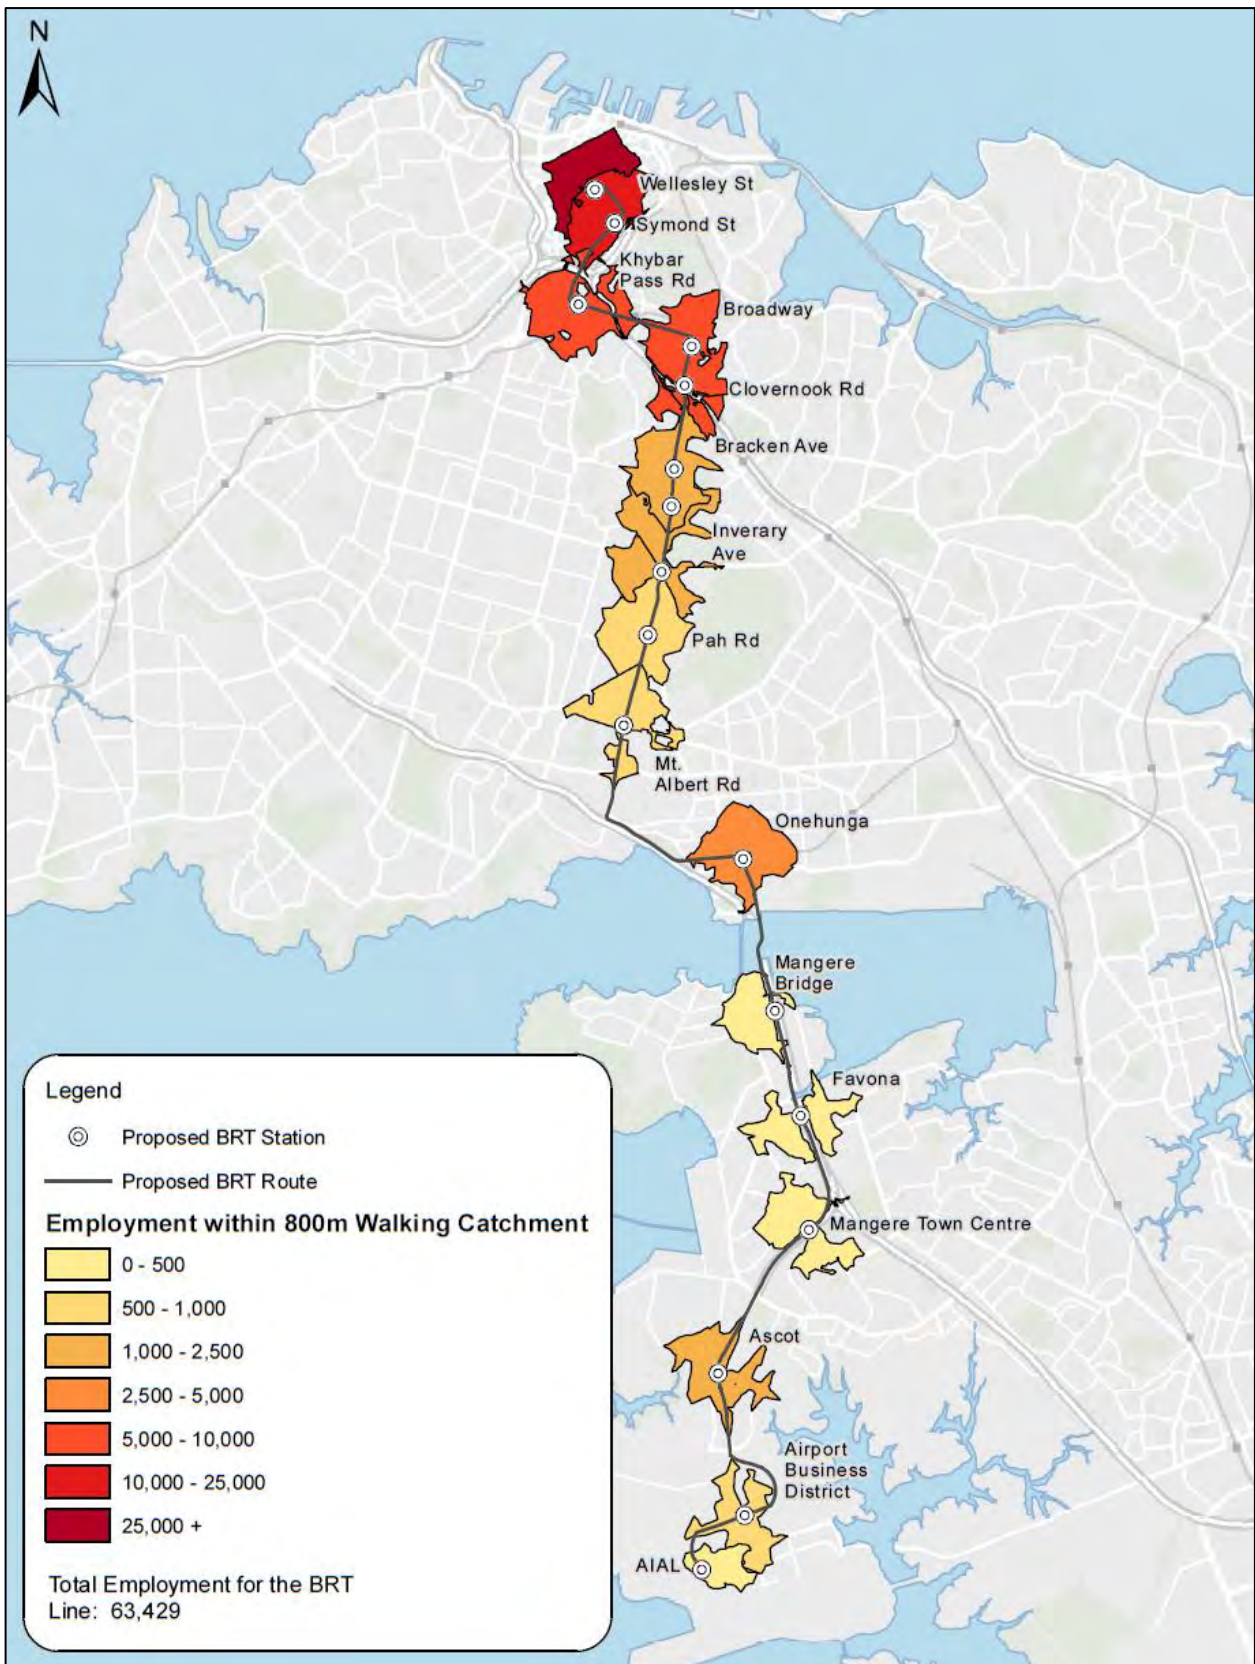 N
Wellesley St
Symond St
Khybar
Pass Rd
Broadway
Clovernook Rd
Bracken Ave
Inverary
Ave
Pah Rd
Mt.
Albert Rd
Onehunga
Mangere
Bridge
Favona
Mangere Town Centre
Ascot
Airport
Business
District
AIAL
Legend
Proposed BRT Station
Proposed BRT Route
Employment within 800m Walking Catchment
0 - 500
500 - 1,000
1,000 - 2,500
2,500 - 5,000
5,000 - 10,000
10,000 - 25,000
25,000 +
Total Employment for the BRT
Line: 63,429